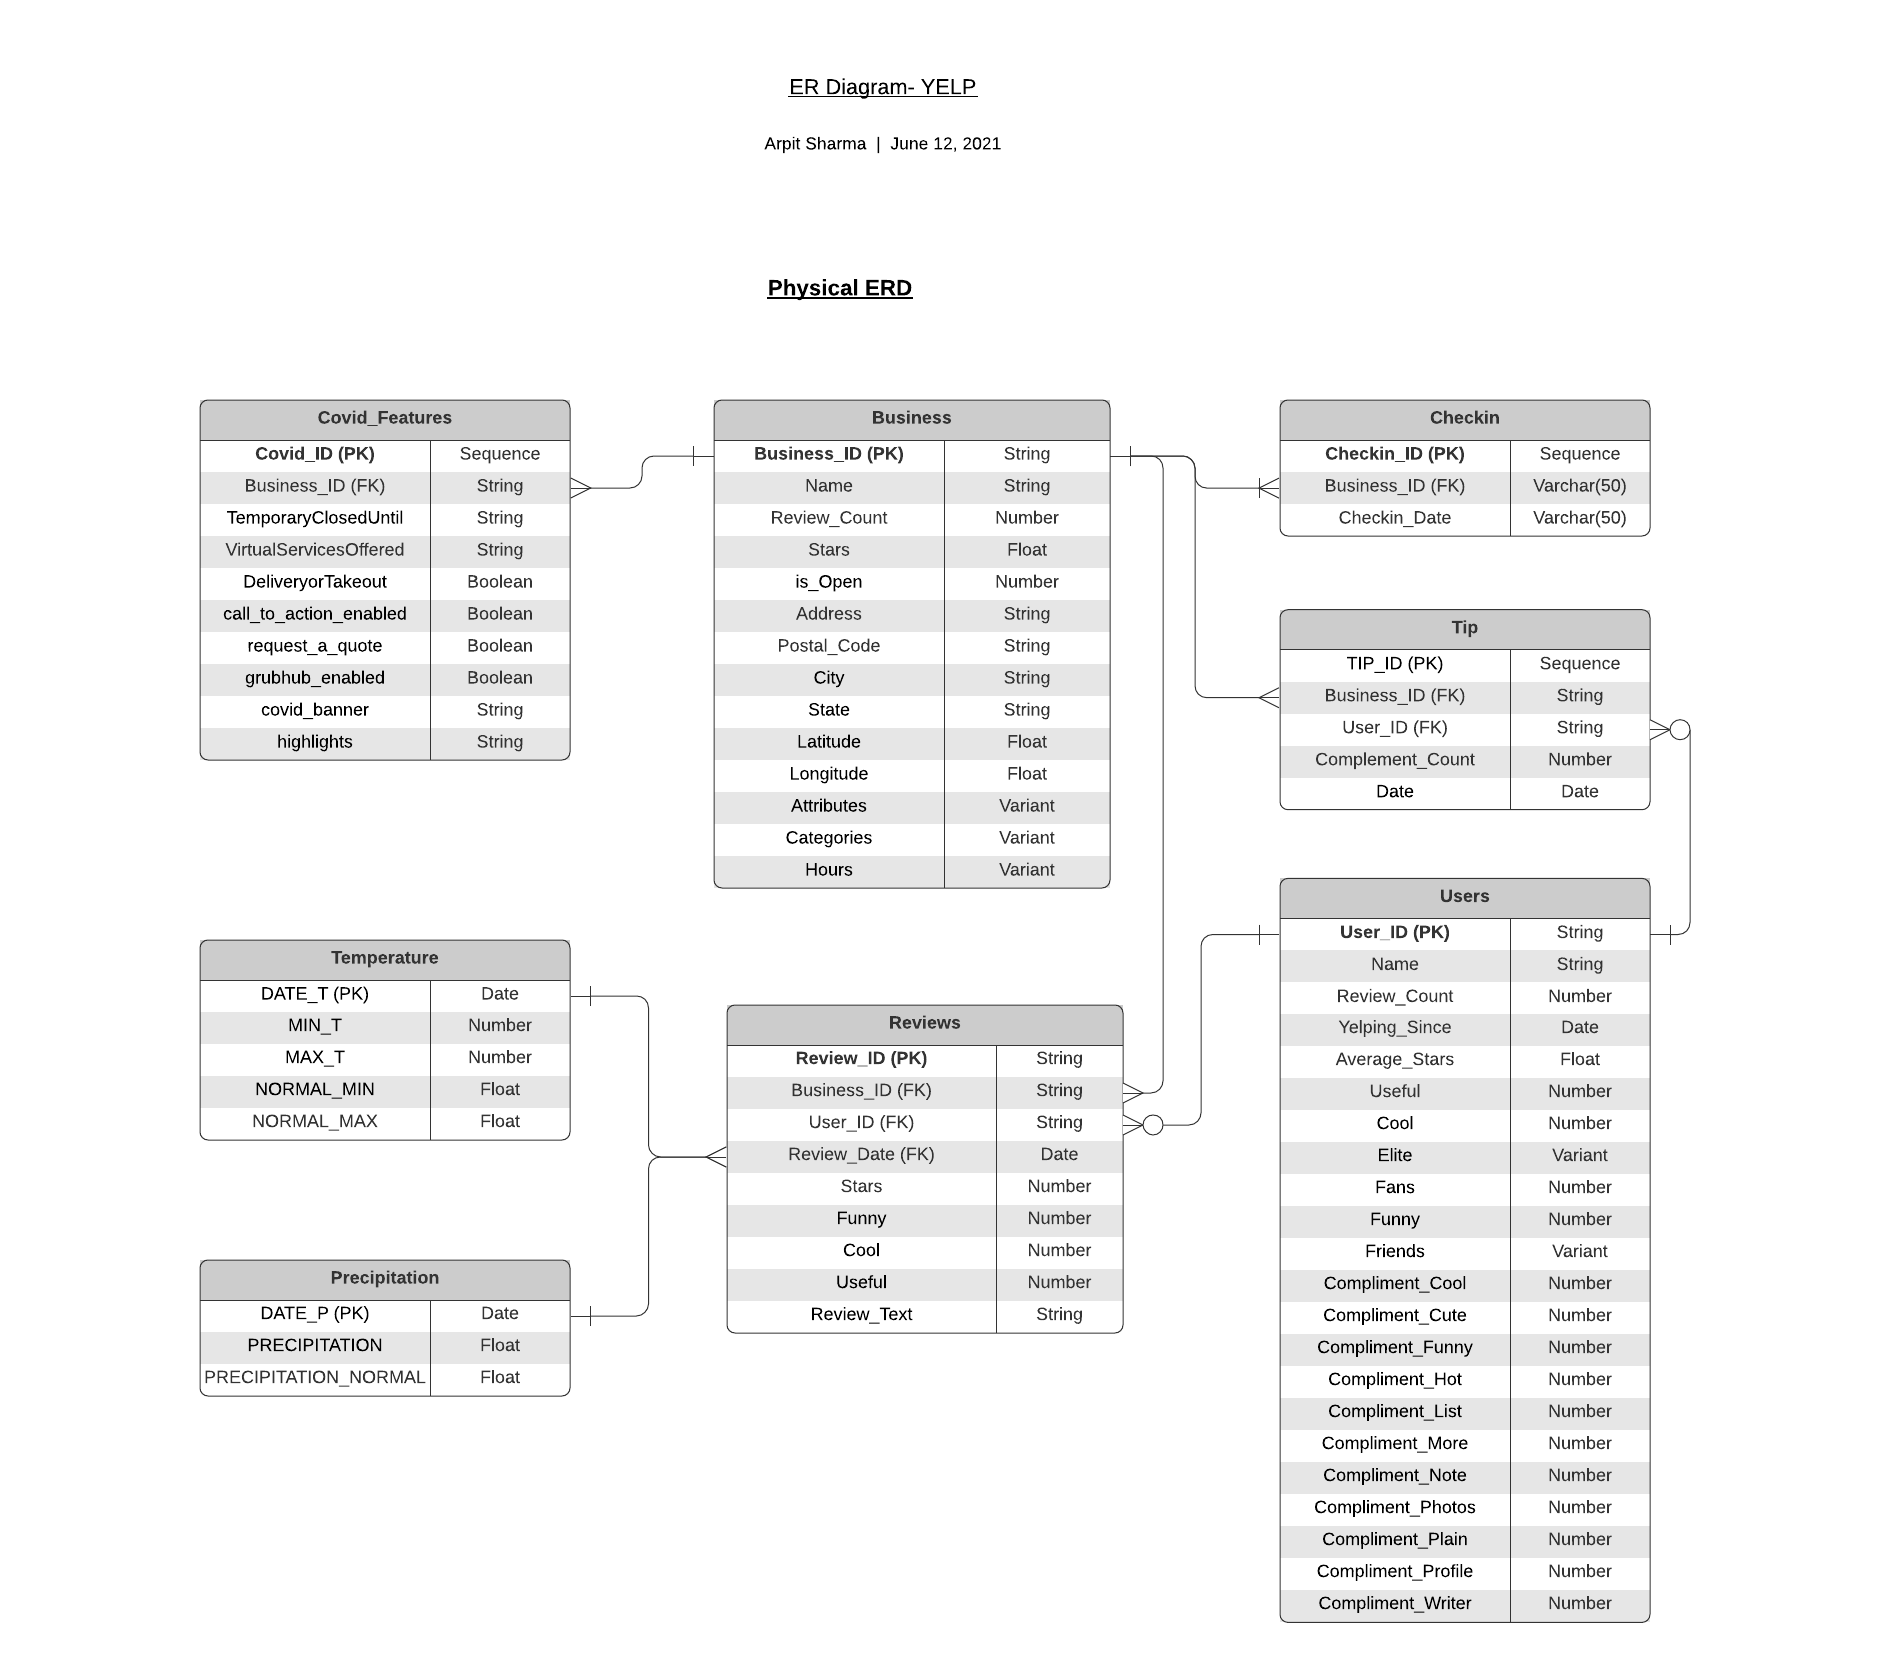 ER Diagram- YELP
Arpit Sharma | June 12, 2021
Physical ERD
Covid_Features
Covid_ID (PK) Sequence
Business_ID (FK) String
TemporaryClosedUntil String
VirtualServicesOffered String
DeliveryorTakeout Boolean
call_to_action_enabled Boolean
request_a_quote Boolean
grubhub_enabled Boolean
covid_banner String
highlights String
Business
Business_ID (PK) String
Name String
Review_Count Number
Stars Float
is_Open Number
Address String
Postal_Code String
City String
State String
Latitude Float
Longitude Float
Attributes Variant
Categories Variant
Hours Variant
Checkin
Checkin_ID (PK) Sequence
Business_ID (FK) Varchar(50)
Checkin_Date Varchar(50)
Tip
TIP_ID (PK) Sequence
Business_ID (FK) String
User_ID (FK) String
Complement_Count Number
Date Date
Temperature
DATE_T (PK) Date
MIN_T Number
MAX_T Number
NORMAL_MIN Float
NORMAL_MAX Float
Precipitation
DATE_P (PK) Date
PRECIPITATION Float
PRECIPITATION_NORMAL Float
Reviews
Review_ID (PK) String
Business_ID (FK) String
User_ID (FK) String
Review_Date (FK) Date
Stars Number
Funny Number
Cool Number
Useful Number
Review_Text String
Users
User_ID (PK) String
Name String
Review_Count Number
Yelping_Since Date
Average_Stars Float
Useful Number
Cool Number
Elite Variant
Fans Number
Funny Number
Friends Variant
Compliment_Cool Number
Compliment_Cute Number
Compliment_Funny Number
Compliment_Hot Number
Compliment_List Number
Compliment_More Number
Compliment_Note Number
Compliment_Photos Number
Compliment_Plain Number
Compliment_Profile Number
Compliment_Writer Number